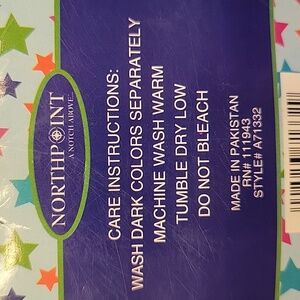 NORTHPOINT
A NOTCH ABOVE...
CARE INSTRUCTIONS:
WASH DARK COLORS SEPARATELY
MACHINE WASH WARM
TUMBLE DRY LOW
DO NOT BLEACH
MADE IN PAKISTAN
RN# 111943
STYLE# A71332